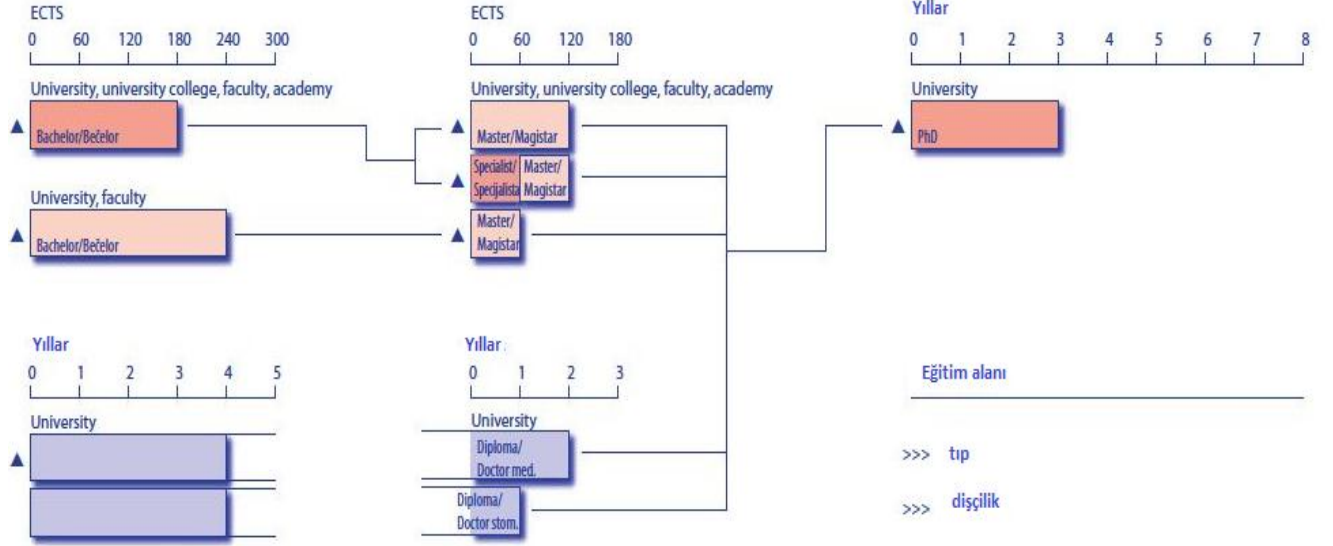 ECTS
0 60 120 180 240 300
University, university college, faculty, academy
Bachelor/Bečelor
University, faculty
Bachelor/Bečelor
ECTS
0 60 120 180
University, university college, faculty, academy
Master/Magistar
Specialist/
Specijalista
Master/
Magistar
Master/
Magistar
Yıllar
0 1 2 3 4 5 6 7 8
University
PhD
Yıllar
0 1 2 3 4 5
University
Yıllar
0 1 2 3
University
Diploma/
Doctor med.
Diploma/
Doctor stom.
Eğitim alanı
>>> tıp
>>> dişçilik